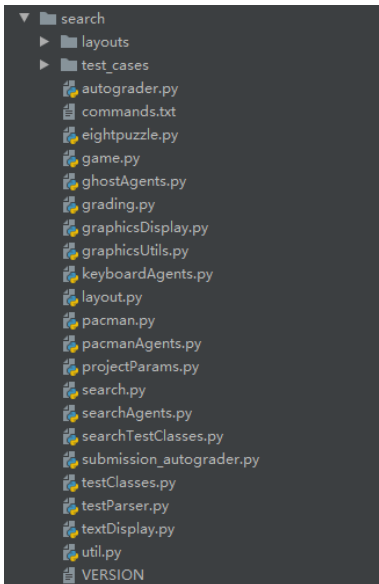 search
layouts
test_cases
autograder.py
commands.txt
eightpuzzle.py
game.py
ghostAgents.py
grading.py
graphicsDisplay.py
graphicsUtils.py
keyboardAgents.py
layout.py
pacman.py
pacmanAgents.py
projectParams.py
search.py
searchAgents.py
searchTestClasses.py
submission_autograder.py
testClasses.py
testParser.py
textDisplay.py
util.py
VERSION